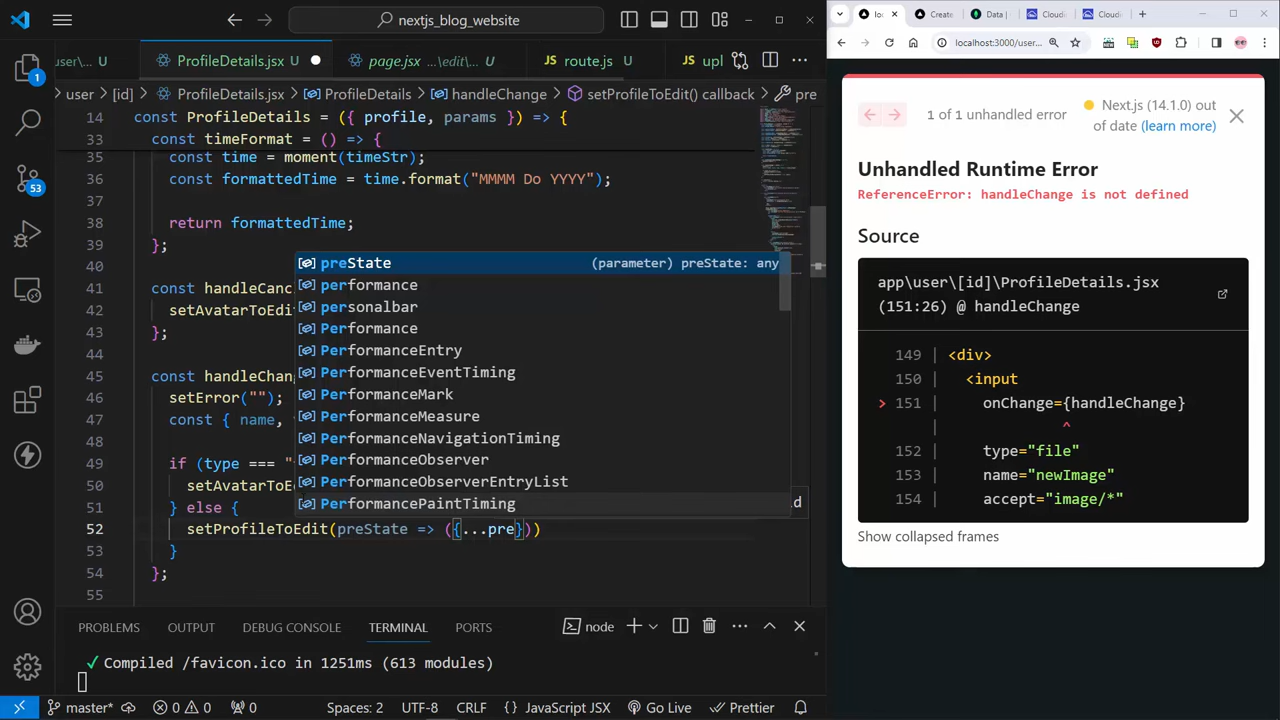 nextjs_blog_website
user\ U
ProfileDetails.jsx
page.jsx ...\edit\... U
route.js U
upl
user > [id] > ProfileDetails.jsx > ProfileDetails > handleChange > setProfileToEdit() callback > pre
14 const ProfileDetails = ({ profile, params }) => {
33 const timeFormat = () => {
35 const time = moment(timeStr);
36 const formattedTime = time.format("MMMM Do YYYY");
37
38 return formattedTime;
39 };
40
41 const handleCanc
42 setAvatarToEdi
43 };
44
45 const handleChan
46 setError("");
47 const { name,
48
49 if (type === "
50 setAvatarToE
51 } else {
52 setProfileToEdit(preState => ({...pre}))
53 }
54 };
55
preState (parameter) preState: any
performance
personalbar
Performance
PerformanceEntry
PerformanceEventTiming
PerformanceMark
PerformanceMeasure
PerformanceNavigationTiming
PerformanceObserver
PerformanceObserverEntryList
PerformancePaintTiming
d
1
53
PROBLEMS OUTPUT DEBUG CONSOLE TERMINAL PORTS
node
✓ Compiled /favicon.ico in 1251ms (613 modules)
master* 0 0 0 Spaces: 2 UTF-8 CRLF {} JavaScript JSX Go Live Prettier
loc
Create
Data |
Cloudi
Cloudi
localhost:3000/user...
1 of 1 unhandled error
Next.js (14.1.0) out
of date (learn more)
Unhandled Runtime Error
ReferenceError: handleChange is not defined
Source
app\user\[id]\ProfileDetails.jsx
(151:26) @ handleChange
149 | <div>
150 | <input
> 151 | onChange={handleChange}
| ^
152 | type="file"
153 | name="newImage"
154 | accept="image/*"
Show collapsed frames